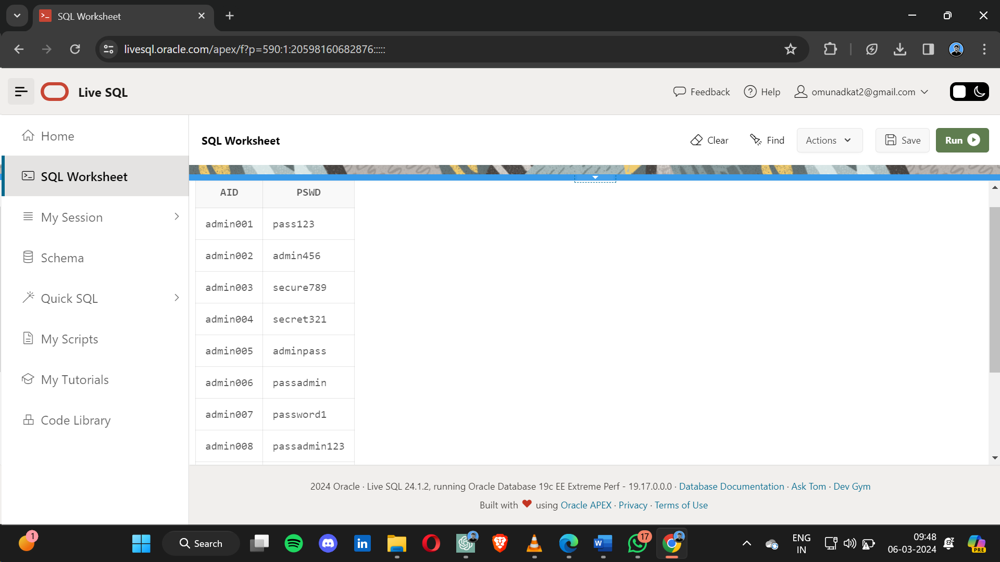 SQL Worksheet
livesql.oracle.com/apex/f?p=590:1:20598160682876:::::
Live SQL
Feedback
Help
omunadkat2@gmail.com
Home
SQL Worksheet
My Session
Schema
Quick SQL
My Scripts
My Tutorials
Code Library
SQL Worksheet
Clear
Find
Actions
Save
Run
AID PSWD
admin001 pass123
admin002 admin456
admin003 secure789
admin004 secret321
admin005 adminpass
admin006 passadmin
admin007 password1
admin008 passadmin123
2024 Oracle · Live SQL 24.1.2, running Oracle Database 19c EE Extreme Perf - 19.17.0.0.0 · Database Documentation · Ask Tom · Dev Gym
Built with ❤ using Oracle APEX · Privacy · Terms of Use
1
Search
in
W
17
ENG
IN
09:48
06-03-2024
PRE